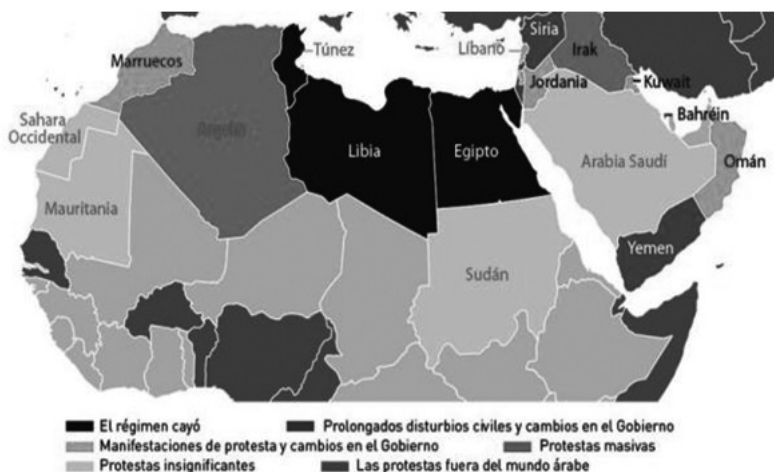 Siria
Marruecos
Túnez
Líbano
Irak
Jordania
Kuwait
Sahara
Occidental
Argelia
Bahréin
Libia
Egipto
Arabia Saudí
Omán
Mauritania
Yemen
Sudán
El régimen cayó
Prolongados disturbios civiles y cambios en el Gobierno
Manifestaciones de protesta y cambios en el Gobierno
Protestas masivas
Protestas insignificantes
Las protestas fuera del mundo árabe